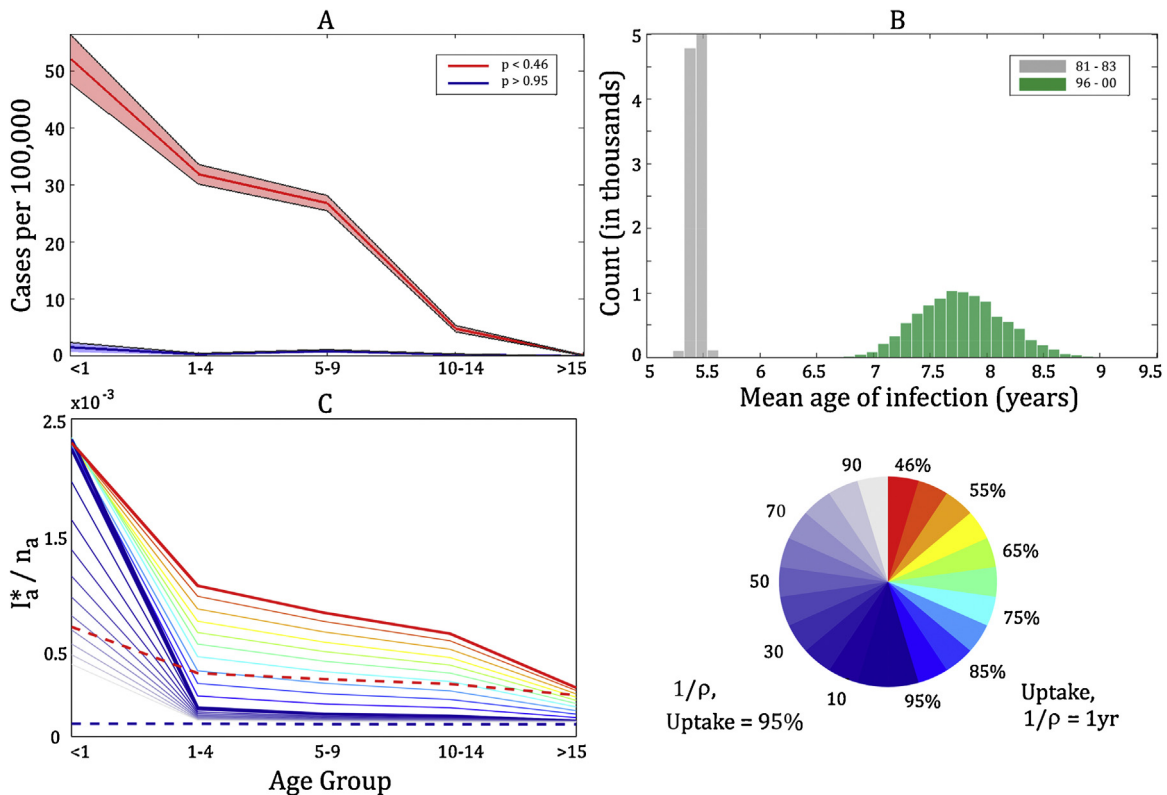 A
Cases per 100,000
50
40
30
20
10
0
p < 0.46
p > 0.95
<1
1-4
5-9
10-14
>15
B
Count (in thousands)
5
4
3
2
1
0
81 - 83
96 - 00
5
5.5
6
6.5
7
7.5
8
8.5
9
9.5
Mean age of infection (years)
C
x10⁻³
I*a / na
2.5
1.5
0.5
0
<1
1-4
5-9
10-14
>15
Age Group
90
46%
55%
70
65%
50
75%
30
85%
10
95%
1/ρ,
Uptake = 95%
Uptake,
1/ρ = 1yr